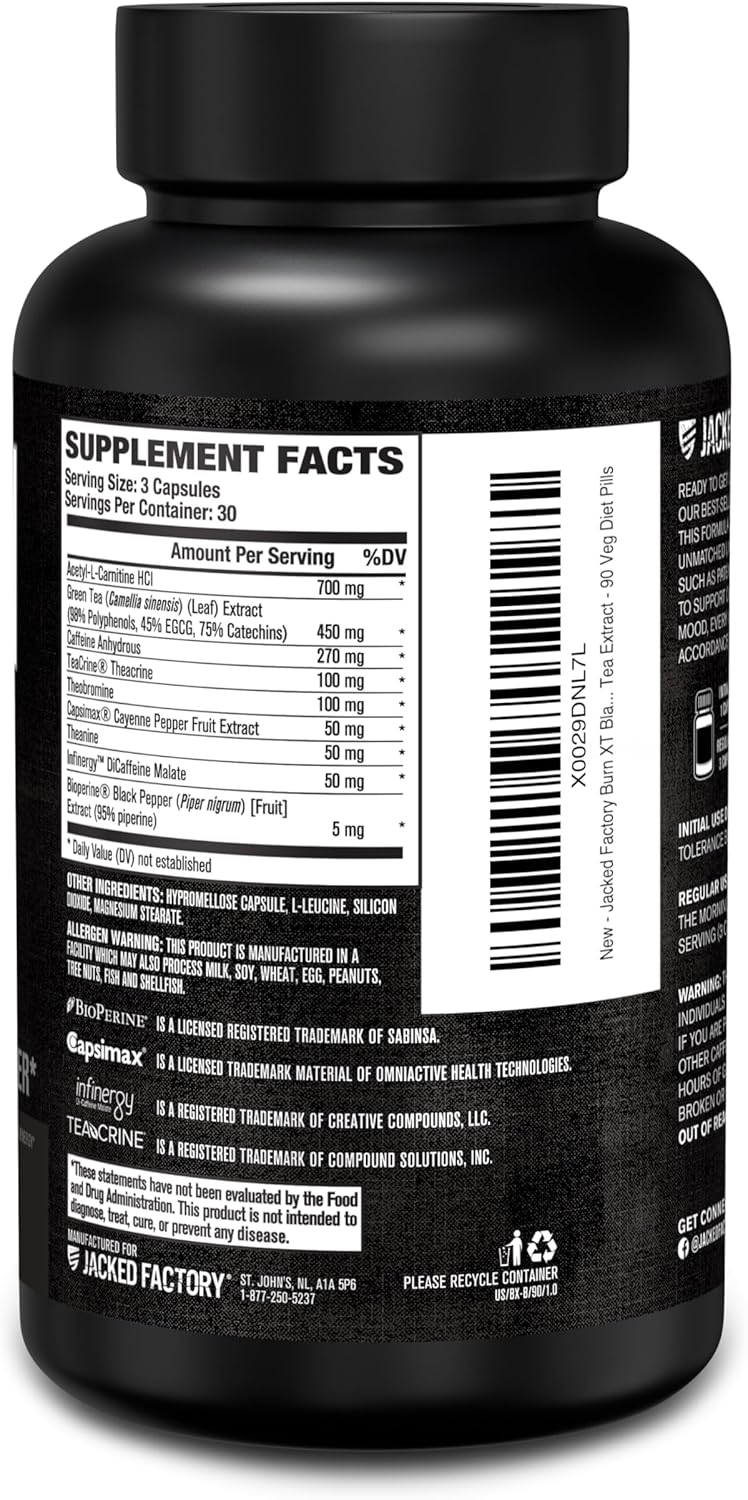 SUPPLEMENT FACTS
Serving Size: 3 Capsules
Servings Per Container: 30
Amount Per Serving %DV
Acetyl-L-Carnitine HCl 700 mg *
Green Tea (Camellia sinensis) (Leaf) Extract
(98% Polyphenols, 45% EGCG, 75% Catechins) 450 mg *
Caffeine Anhydrous 270 mg *
TeaCrine® Theacrine 100 mg *
Theobromine 100 mg *
Capsimax® Cayenne Pepper Fruit Extract 50 mg *
Theanine 50 mg *
Infinergy™ DiCaffeine Malate 50 mg *
Bioperine® Black Pepper (Piper nigrum) [Fruit]
Extract (95% piperine) 5 mg *
* Daily Value (DV) not established
OTHER INGREDIENTS: HYPROMELLOSE CAPSULE, L-LEUCINE, SILICON
DIOXIDE, MAGNESIUM STEARATE.
ALLERGEN WARNING: THIS PRODUCT IS MANUFACTURED IN A
FACILITY WHICH MAY ALSO PROCESS MILK, SOY, WHEAT, EGG, PEANUTS,
TREE NUTS, FISH AND SHELLFISH.
BIOPERINE® IS A LICENSED REGISTERED TRADEMARK OF SABINSA.
Capsimax® IS A LICENSED TRADEMARK MATERIAL OF OMNIACTIVE HEALTH TECHNOLOGIES.
infinergy
Di-Caffeine Malate
IS A REGISTERED TRADEMARK OF CREATIVE COMPOUNDS, LLC.
TEACRINE IS A REGISTERED TRADEMARK OF COMPOUND SOLUTIONS, INC.
*These statements have not been evaluated by the Food
and Drug Administration. This product is not intended to
diagnose, treat, cure, or prevent any disease.
MANUFACTURED FOR
JACKED FACTORY® ST. JOHN'S, NL, A1A 5P6
1-877-250-5237
PLEASE RECYCLE CONTAINER
US/BX-B/90/1.0
X0029DNL7L
New - Jacked Factory Burn XT Bla... Tea Extract - 90 Veg Diet Pills
ER*
JACKED
READY TO GET
OUR BEST-SEL
THIS FORMULA
UNMATCHED
SUCH AS
TO SUPPORT
MOOD, EVERY
ACCORDANCE
INITIAL USE
TOLERANCE
REGULAR US
THE MORNIN
SERVING (3 C
WARNING:
INDIVIDUALS
IF YOU ARE P
OTHER CAFF
HOURS OF
BROKEN OR
OUT OF REA
GET CONNE
@JACKEDFAC